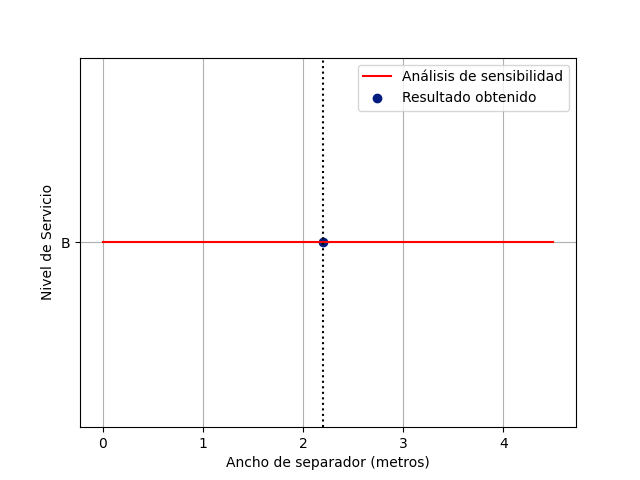 Análisis de sensibilidad
Resultado obtenido
Nivel de Servicio
B
0 1 2 3 4
Ancho de separador (metros)